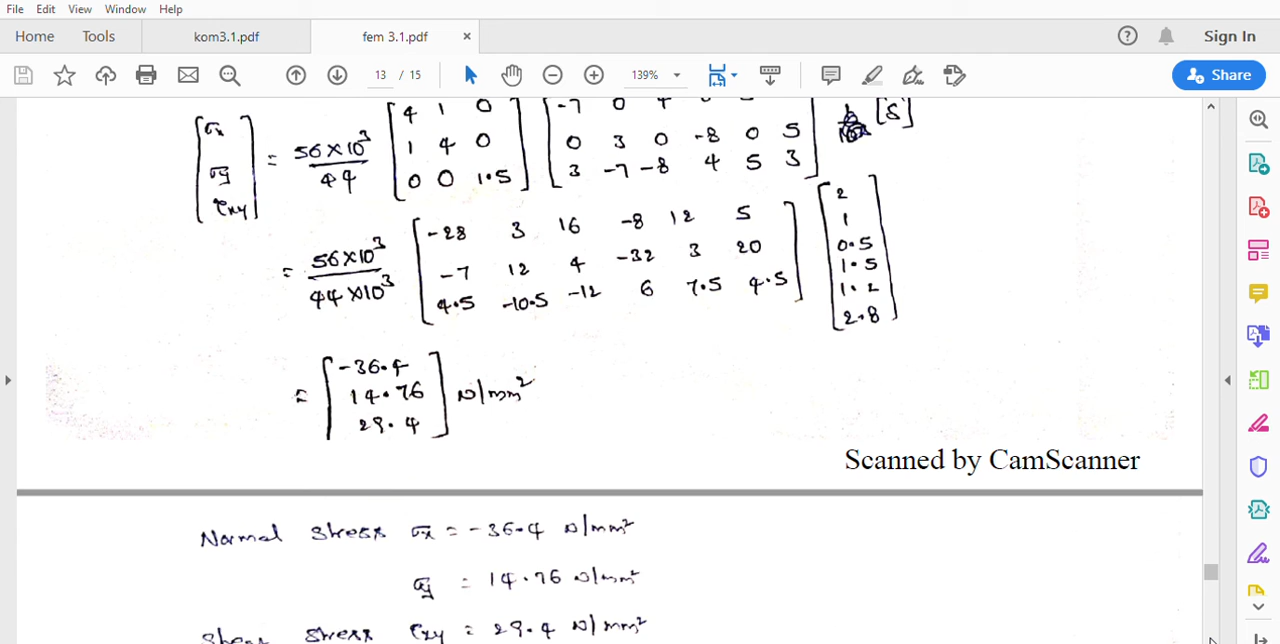 File Edit View Window Help
Home Tools kom3.1.pdf fem 3.1.pdf × Sign In
13 / 15 139% Share
[σx σy τxy] = 56×10³/44 [4 1 0; 1 4 0; 0 0 1.5] [-7 0 4; 0 3 0 -8 0 5; 3 -7 -8 4 5 3] [δ]
= 56×10³/44×10³ [-28 3 16 -8 12 5; -7 12 4 -32 3 20; 4.5 -10.5 -12 6 7.5 4.5] [2; 1; 0.5; 1.5; 1.2; 2.8]
= [-36.4; 14.76; 29.4] N/mm²
Scanned by CamScanner
Normal stress σx = -36.4 N/mm²
σy = 14.76 N/mm²
Shear stress τxy = 29.4 N/mm²